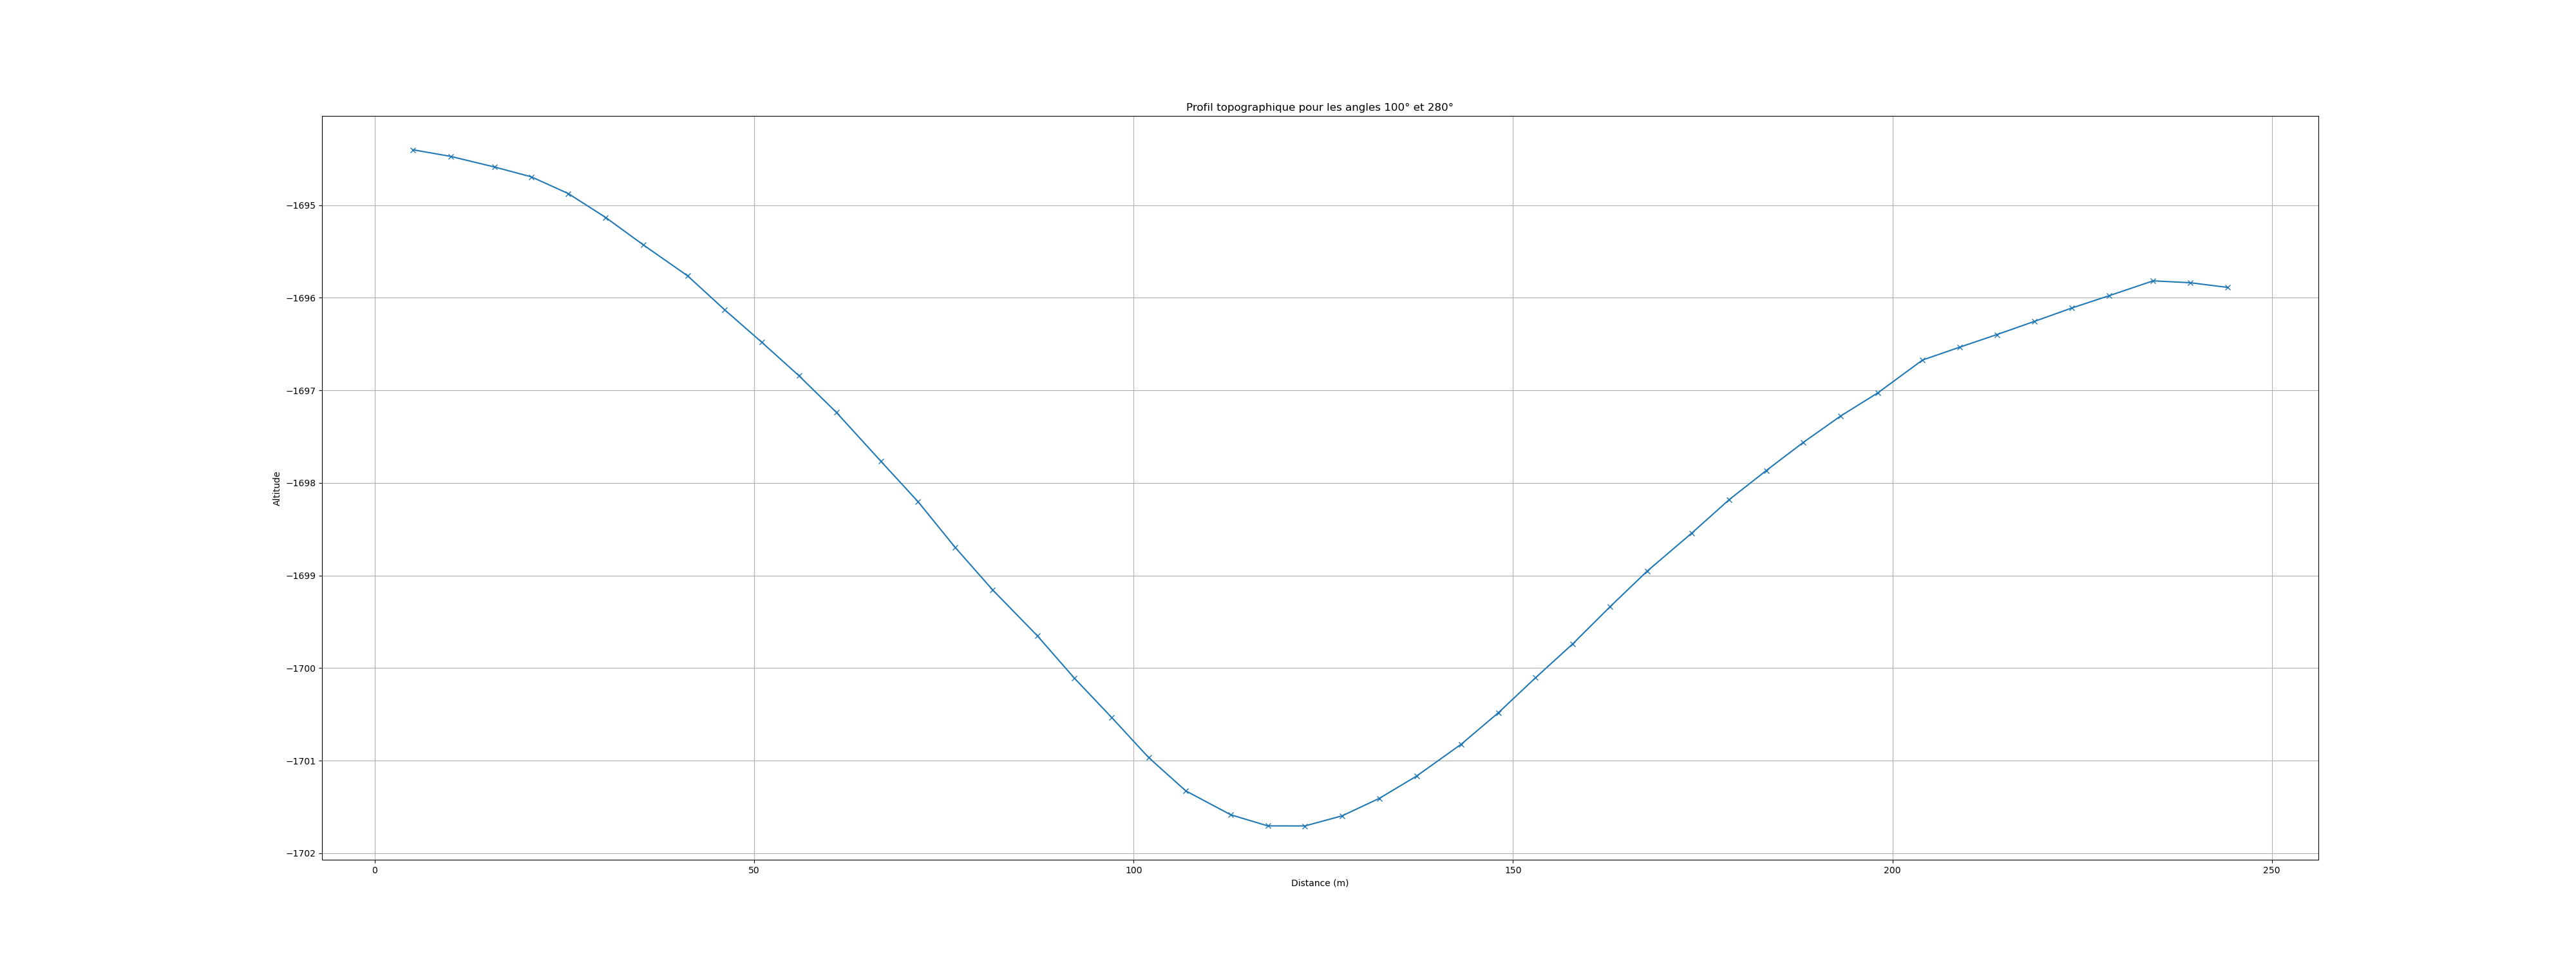 Profil topographique pour les angles 100° et 280°
Altitude
−1695
−1696
−1697
−1698
−1699
−1700
−1701
−1702
0 50 100 150 200 250
Distance (m)